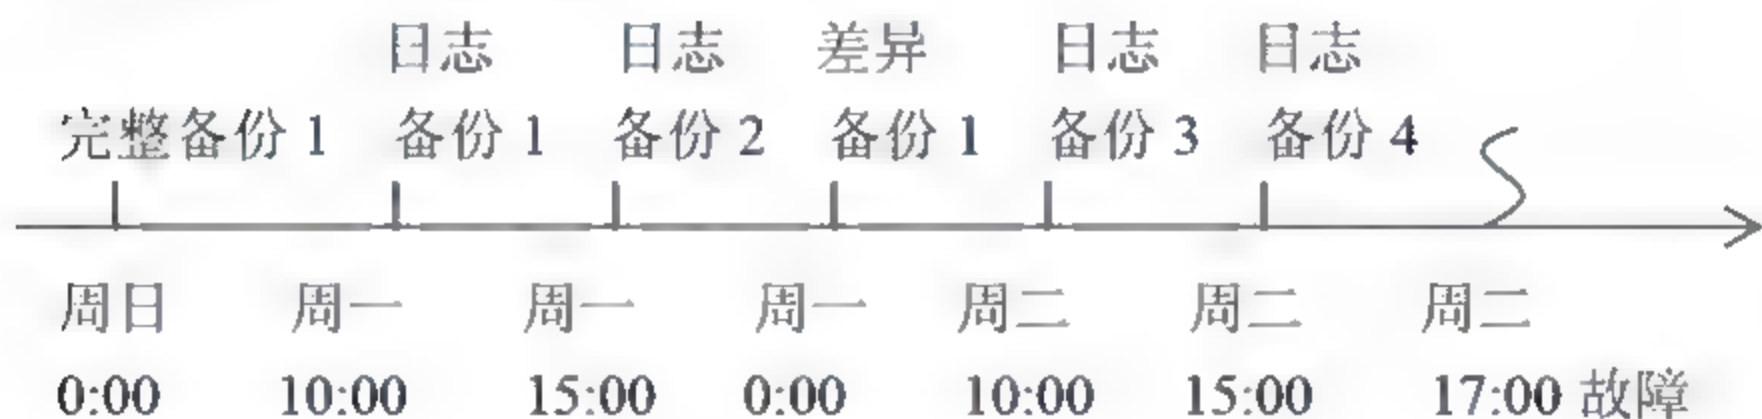 日志 日志 差异 日志 日志
完整备份 1 备份 1 备份 2 备份 1 备份 3 备份 4
周日 周一 周一 周一 周二 周二 周二
0:00 10:00 15:00 0:00 10:00 15:00 17:00 故障